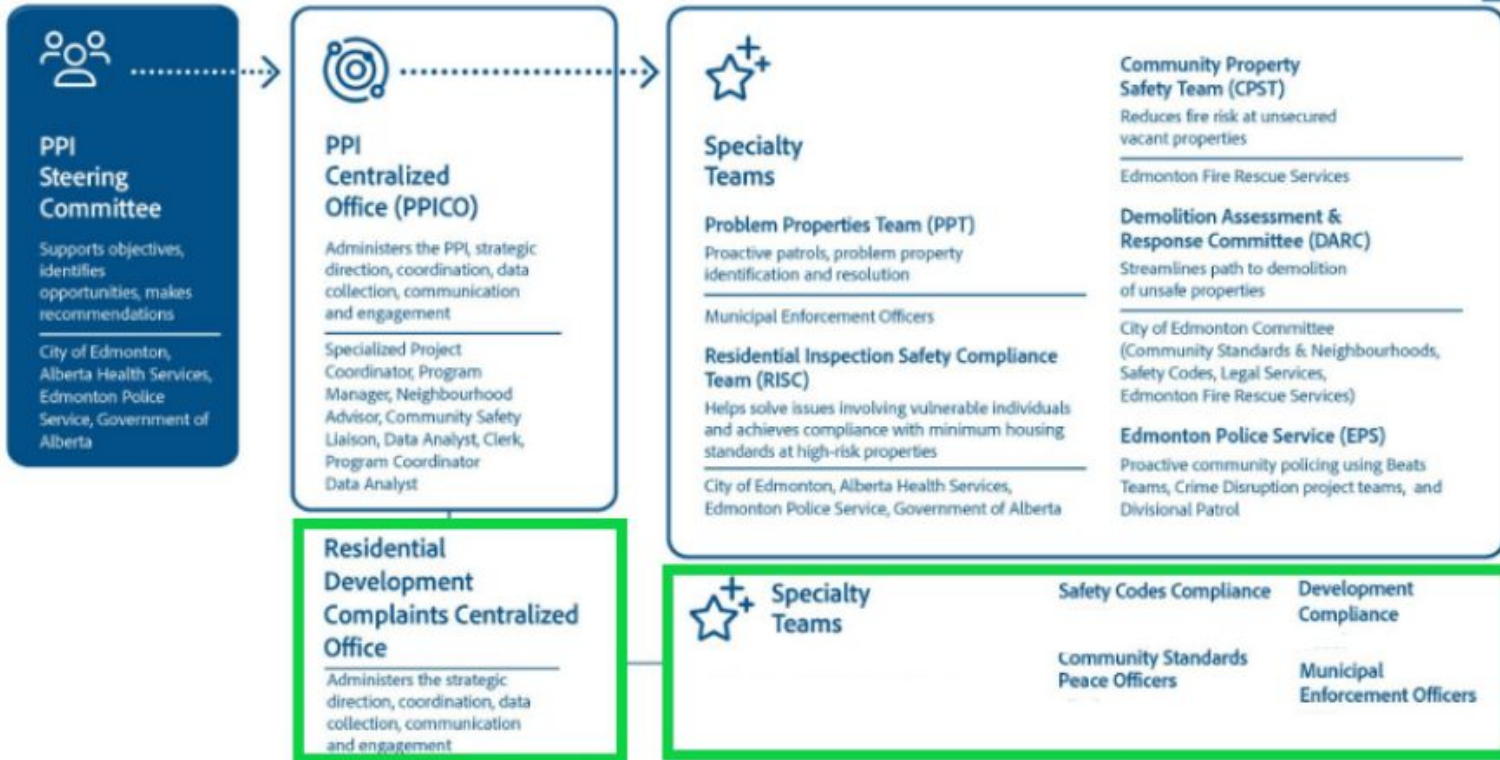 PPI
Steering
Committee
Supports objectives,
identifies
opportunities, makes
recommendations
City of Edmonton,
Alberta Health Services,
Edmonton Police
Service, Government of
Alberta
PPI
Centralized
Office (PPICO)
Administers the PPI, strategic
direction, coordination, data
collection, communication
and engagement
Specialized Project
Coordinator, Program
Manager, Neighbourhood
Advisor, Community Safety
Liaison, Data Analyst, Clerk,
Program Coordinator
Data Analyst
Specialty
Teams
Problem Properties Team (PPT)
Proactive patrols, problem property
identification and resolution
Municipal Enforcement Officers
Residential Inspection Safety Compliance
Team (RISC)
Helps solve issues involving vulnerable individuals
and achieves compliance with minimum housing
standards at high-risk properties
City of Edmonton, Alberta Health Services,
Edmonton Police Service, Government of Alberta
Community Property
Safety Team (CPST)
Reduces fire risk at unsecured
vacant properties
Edmonton Fire Rescue Services
Demolition Assessment &
Response Committee (DARC)
Streamlines path to demolition
of unsafe properties
City of Edmonton Committee
(Community Standards & Neighbourhoods,
Safety Codes, Legal Services,
Edmonton Fire Rescue Services)
Edmonton Police Service (EPS)
Proactive community policing using Beats
Teams, Crime Disruption project teams, and
Divisional Patrol
Residential
Development
Complaints Centralized
Office
Administers the strategic
direction, coordination, data
collection, communication
and engagement
Specialty
Teams
Safety Codes Compliance
Community Standards
Peace Officers
Development
Compliance
Municipal
Enforcement Officers